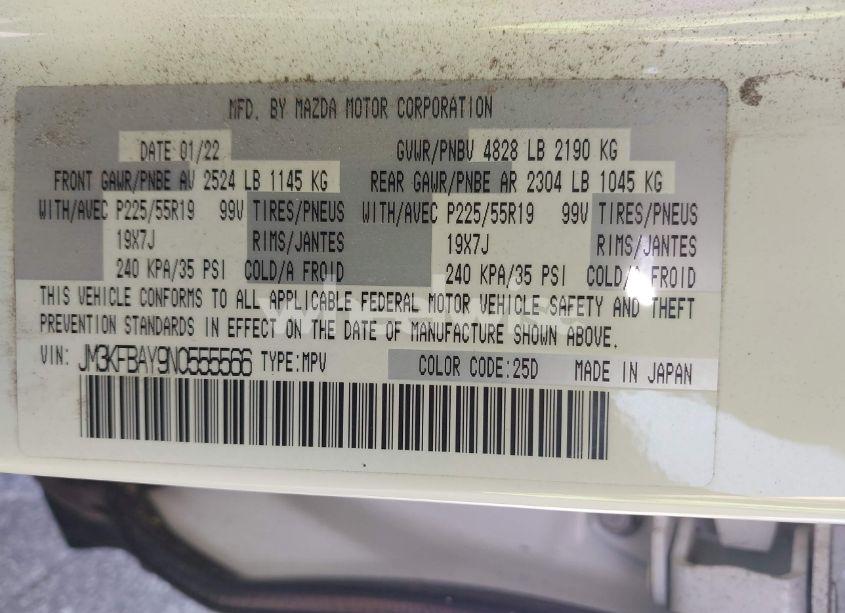 MFD. BY MAZDA MOTOR CORPORATION
DATE 01/22 GVWR/PNBV 4828 LB 2190 KG
FRONT GAWR/PNBE AV 2524 LB 1145 KG REAR GAWR/PNBE AR 2304 LB 1045 KG
WITH/AVEC P225/55R19 99V TIRES/PNEUS WITH/AVEC P225/55R19 99V TIRES/PNEUS
19X7J RIMS/JANTES 19X7J RIMS/JANTES
240 KPA/35 PSI COLD/A FROID 240 KPA/35 PSI COLD/A FROID
THIS VEHICLE CONFORMS TO ALL APPLICABLE FEDERAL MOTOR VEHICLE SAFETY AND THEFT
PREVENTION STANDARDS IN EFFECT ON THE DATE OF MANUFACTURE SHOWN ABOVE.
VIN: JM3KFBAY9N0555566 TYPE:MPV COLOR CODE:25D MADE IN JAPAN